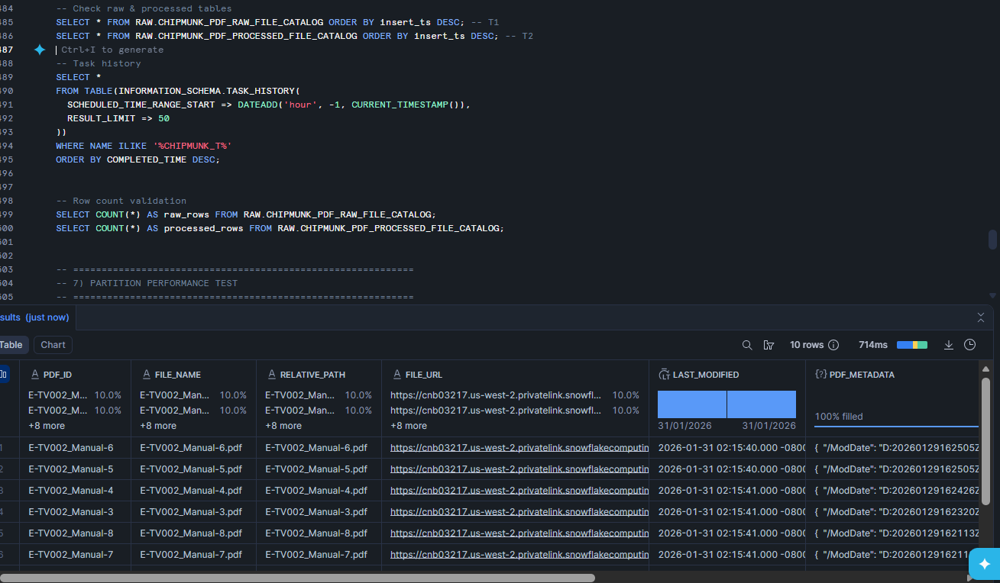 484 -- Check raw & processed tables
485 SELECT * FROM RAW.CHIPMUNK_PDF_RAW_FILE_CATALOG ORDER BY insert_ts DESC; -- T1
486 SELECT * FROM RAW.CHIPMUNK_PDF_PROCESSED_FILE_CATALOG ORDER BY insert_ts DESC; -- T2
487 Ctrl+I to generate
488 -- Task history
489 SELECT *
490 FROM TABLE(INFORMATION_SCHEMA.TASK_HISTORY(
491 SCHEDULED_TIME_RANGE_START => DATEADD('hour', -1, CURRENT_TIMESTAMP()),
492 RESULT_LIMIT => 50
493 ))
494 WHERE NAME ILIKE '%CHIPMUNK_T%'
495 ORDER BY COMPLETED_TIME DESC;
496
497
498 -- Row count validation
499 SELECT COUNT(*) AS raw_rows FROM RAW.CHIPMUNK_PDF_RAW_FILE_CATALOG;
500 SELECT COUNT(*) AS processed_rows FROM RAW.CHIPMUNK_PDF_PROCESSED_FILE_CATALOG;
501
502
503 -- ============================================================
504 -- 7) PARTITION PERFORMANCE TEST
505 -- ============================================================
sults (just now)
Table Chart 10 rows 714ms
PDF_ID FILE_NAME RELATIVE_PATH FILE_URL LAST_MODIFIED PDF_METADATA
E-TV002_M... 10.0% E-TV002_Man... 10.0% E-TV002_Man... 10.0% https://cnb03217.us-west-2.privatelink.snowfl... 10.0%
E-TV002_M... 10.0% E-TV002_Man... 10.0% E-TV002_Man... 10.0% https://cnb03217.us-west-2.privatelink.snowfl... 10.0% 100% filled
+8 more +8 more +8 more +8 more 31/01/2026 31/01/2026
1 E-TV002_Manual-6 E-TV002_Manual-6.pdf E-TV002_Manual-6.pdf https://cnb03217.us-west-2.privatelink.snowflakecomputin 2026-01-31 02:15:40.000 -0800 { "/ModDate": "D:20260129162505Z
2 E-TV002_Manual-5 E-TV002_Manual-5.pdf E-TV002_Manual-5.pdf https://cnb03217.us-west-2.privatelink.snowflakecomputin 2026-01-31 02:15:40.000 -0800 { "/ModDate": "D:20260129162505Z
3 E-TV002_Manual-4 E-TV002_Manual-4.pdf E-TV002_Manual-4.pdf https://cnb03217.us-west-2.privatelink.snowflakecomputin 2026-01-31 02:15:41.000 -0800 { "/ModDate": "D:20260129162426Z
4 E-TV002_Manual-3 E-TV002_Manual-3.pdf E-TV002_Manual-3.pdf https://cnb03217.us-west-2.privatelink.snowflakecomputin 2026-01-31 02:15:41.000 -0800 { "/ModDate": "D:20260129162320Z
5 E-TV002_Manual-8 E-TV002_Manual-8.pdf E-TV002_Manual-8.pdf https://cnb03217.us-west-2.privatelink.snowflakecomputin 2026-01-31 02:15:41.000 -0800 { "/ModDate": "D:20260129162113Z
6 E-TV002_Manual-7 E-TV002_Manual-7.pdf E-TV002_Manual-7.pdf https://cnb03217.us-west-2.privatelink.snowflakecomputin 2026-01-31 02:15:41.000 -0800 { "/ModDate": "D:202601291621